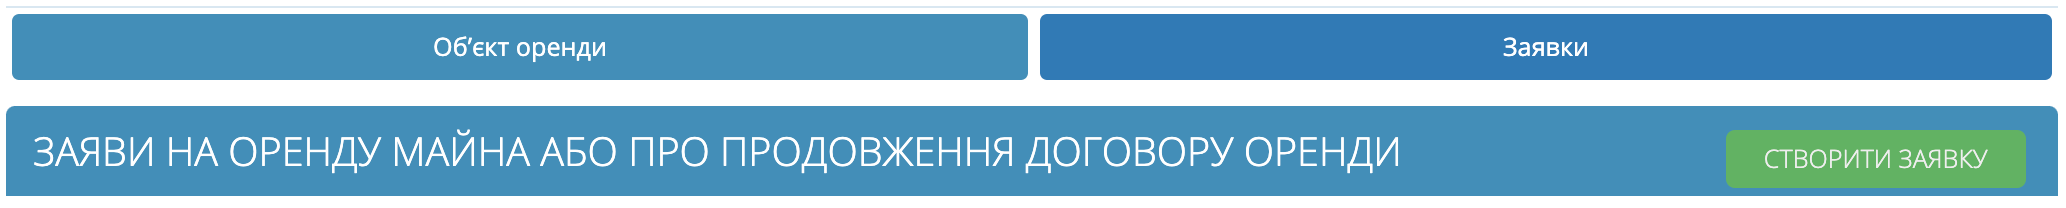 Об’єкт оренди
Заявки
ЗАЯВИ НА ОРЕНДУ МАЙНА АБО ПРО ПРОДОВЖЕННЯ ДОГОВОРУ ОРЕНДИ
СТВОРИТИ ЗАЯВКУ